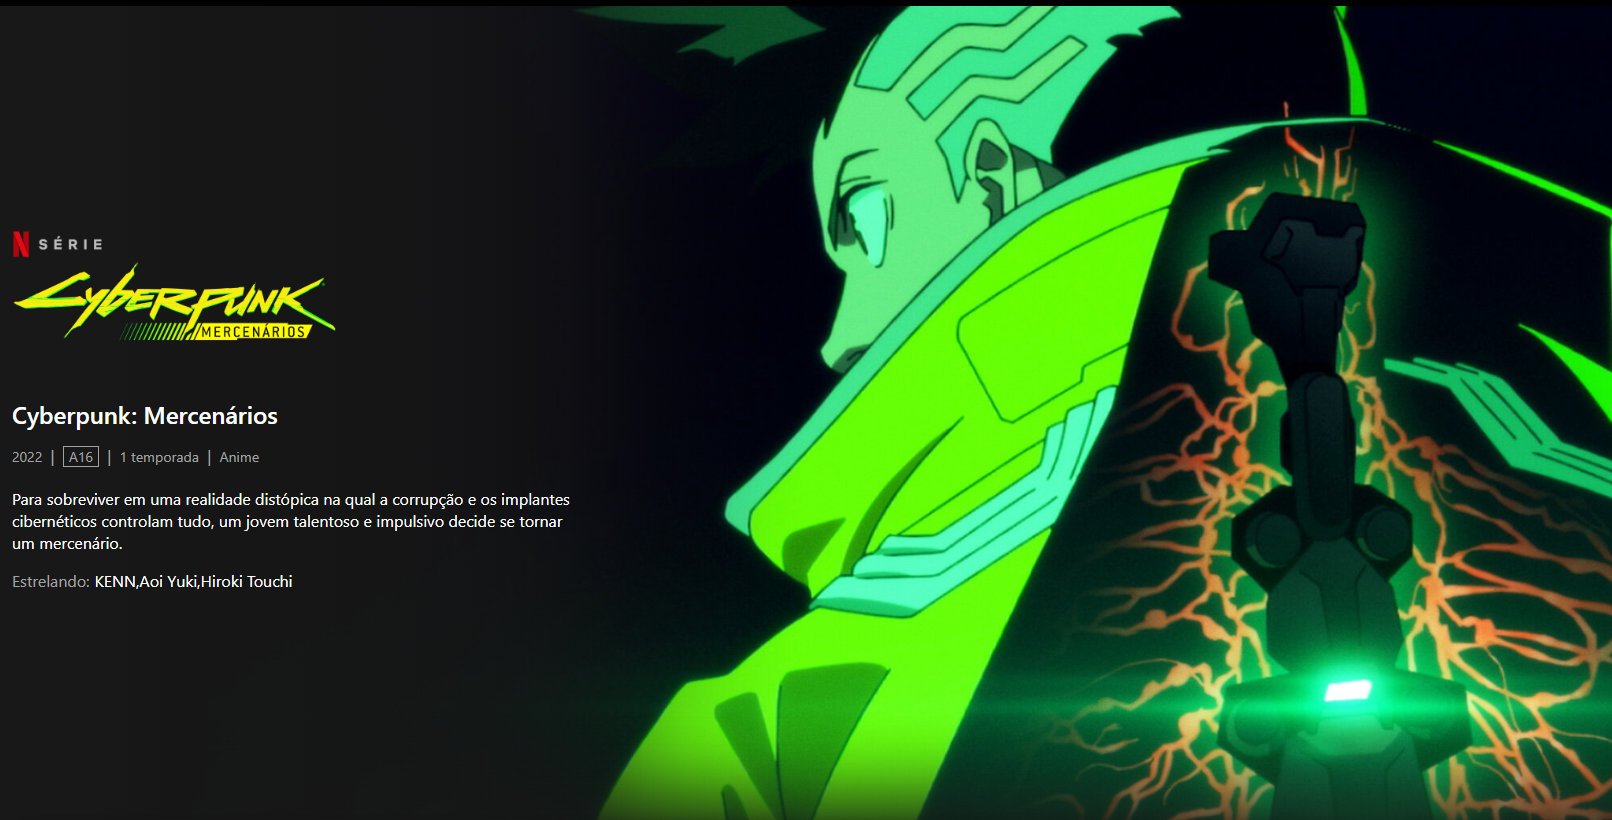 N SÉRIE
CYBERPUNK
MERCENÁRIOS
Cyberpunk: Mercenários
2022 | A16 | 1 temporada | Anime
Para sobreviver em uma realidade distópica na qual a corrupção e os implantes
cibernéticos controlam tudo, um jovem talentoso e impulsivo decide se tornar
um mercenário.
Estrelando: KENN,Aoi Yuki,Hiroki Touchi